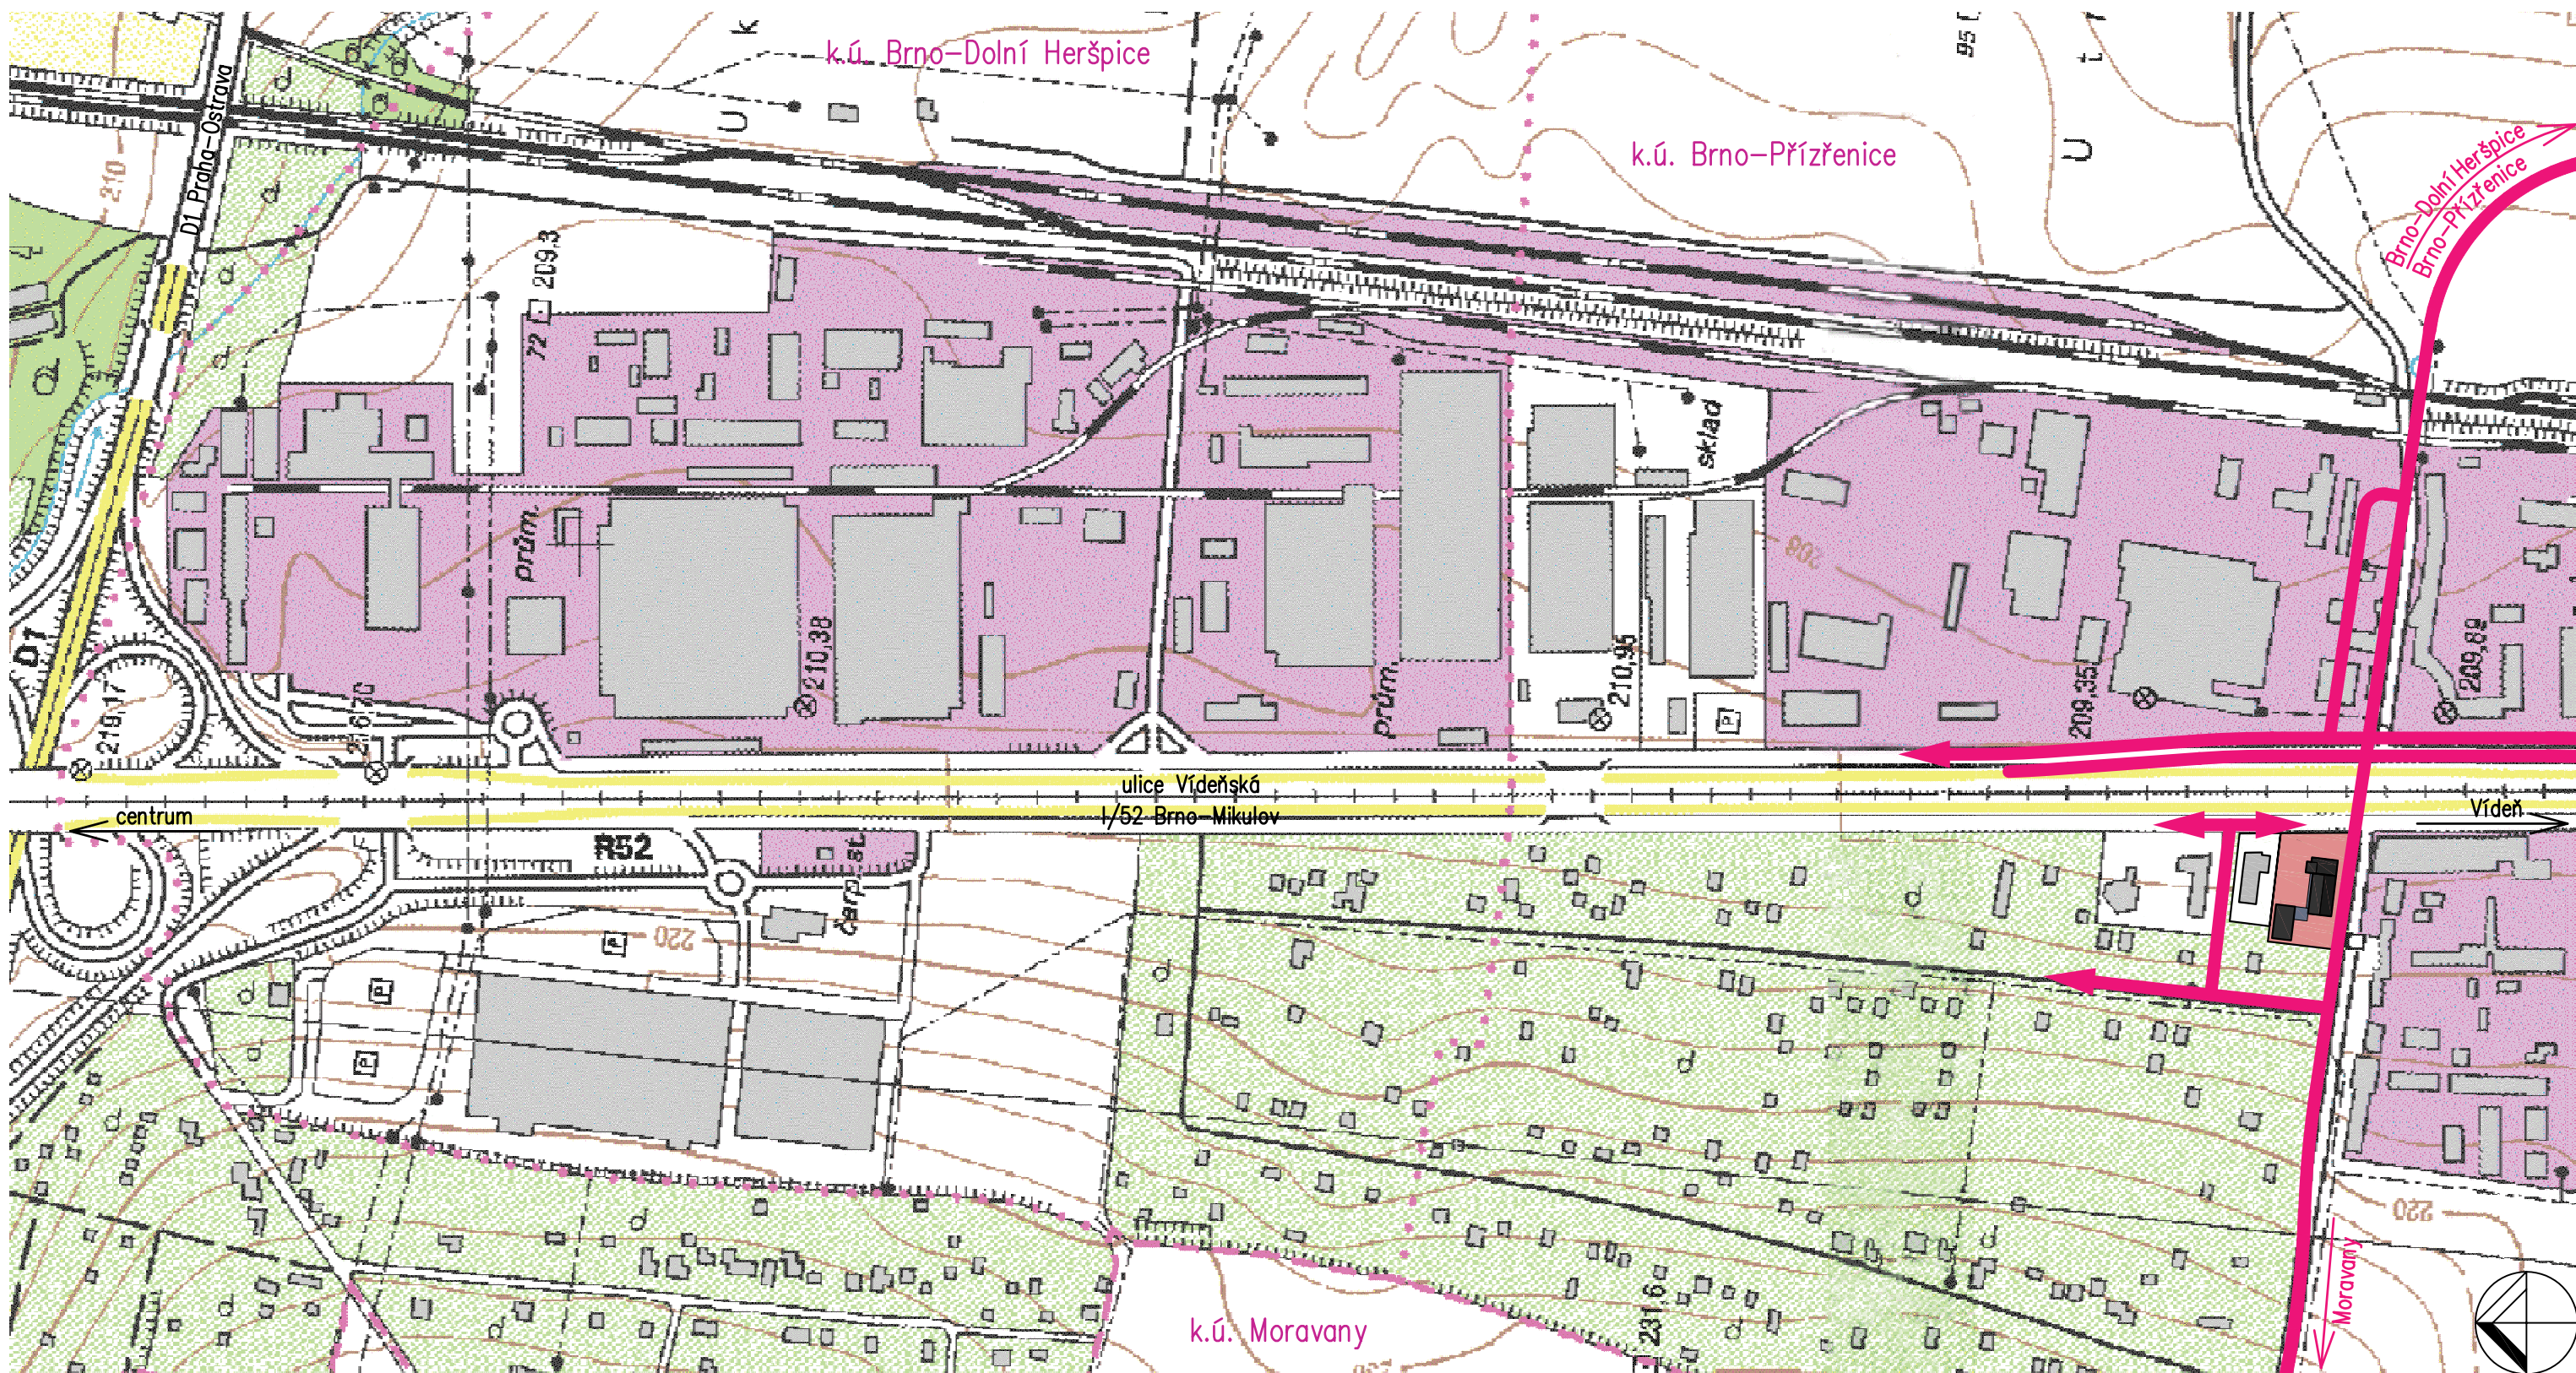 k.ú. Brno-Dolní Heršpice
k.ú. Brno-Přízřenice
Brno-Dolní Heršpice
Brno-Přízřenice
D1 Praha-Ostrava
210
U
U
209,3
72
sklad
prům.
208
210,38
210,95
prům.
209,35
209,89
D1
219,17
ulice Vídeňská
I/52 Brno-Mikulov
centrum
Vídeň
R52
čerp. st.
220
P
P
P
P
220
Moravany
k.ú. Moravany
231,6